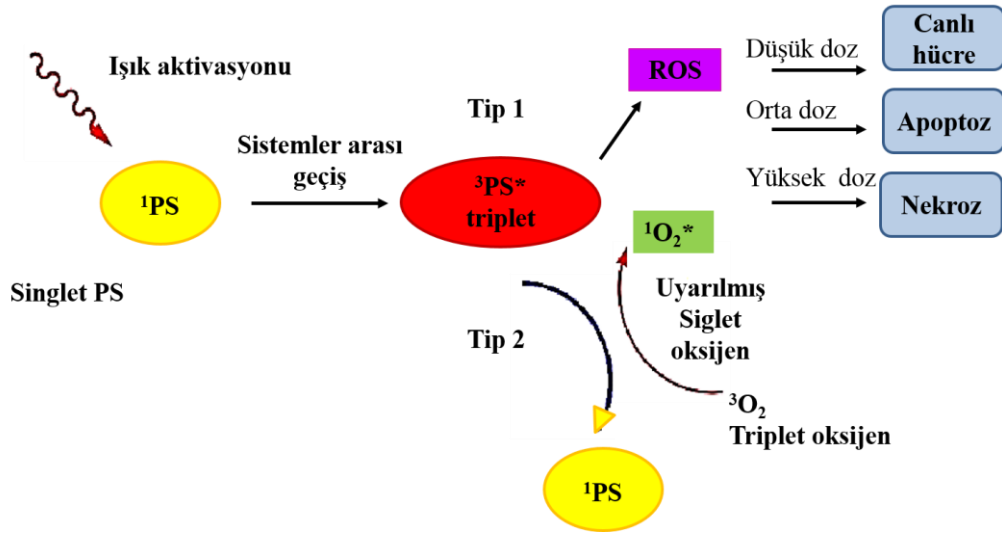 Işık aktivasyonu
¹PS
Singlet PS
Sistemler arası
geçiş
Tip 1
³PS*
triplet
ROS
Düşük doz
Canlı
hücre
Orta doz
Apoptoz
Yüksek doz
Nekroz
¹O₂*
Uyarılmış
Siglet
oksijen
Tip 2
³O₂
Triplet oksijen
¹PS